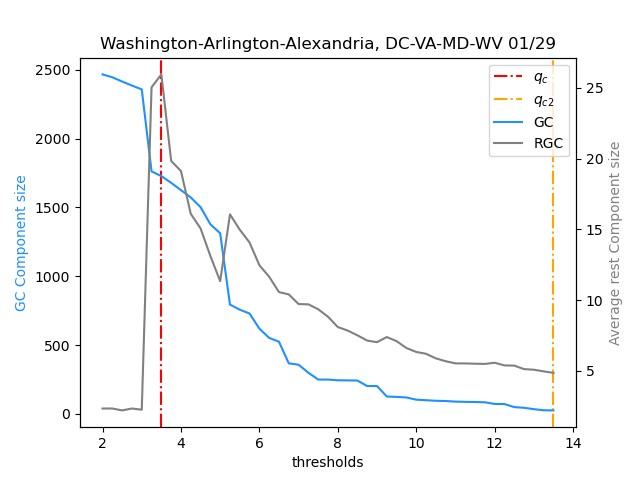 Washington-Arlington-Alexandria, DC-VA-MD-WV 01/29
2500
2000
1500
1000
500
0
GC Component size
q_c
q_c2
GC
RGC
25
20
15
10
5
Average rest Component size
2 4 6 8 10 12 14
thresholds